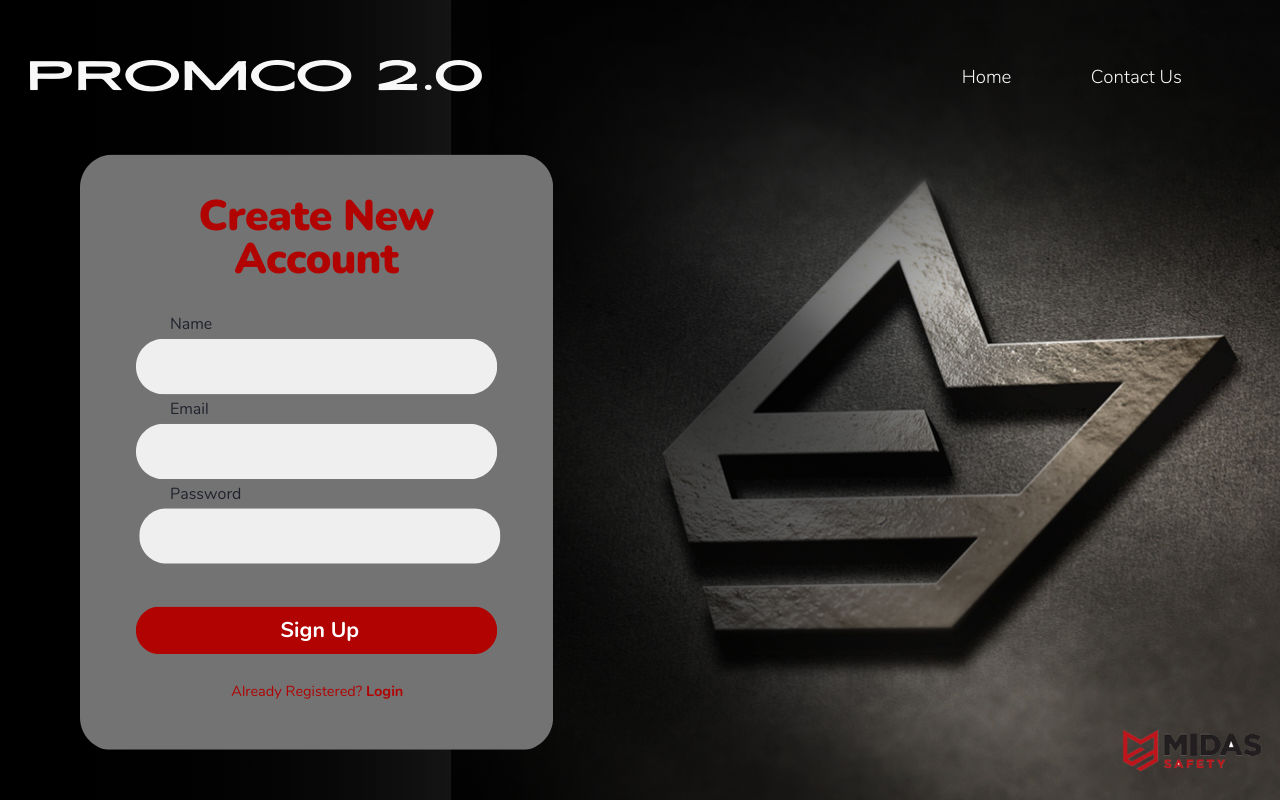 PROMCO 2.0
Home
Contact Us
Create New
Account
Name
Email
Password
Sign Up
Already Registered? Login
MIDAS
SAFETY